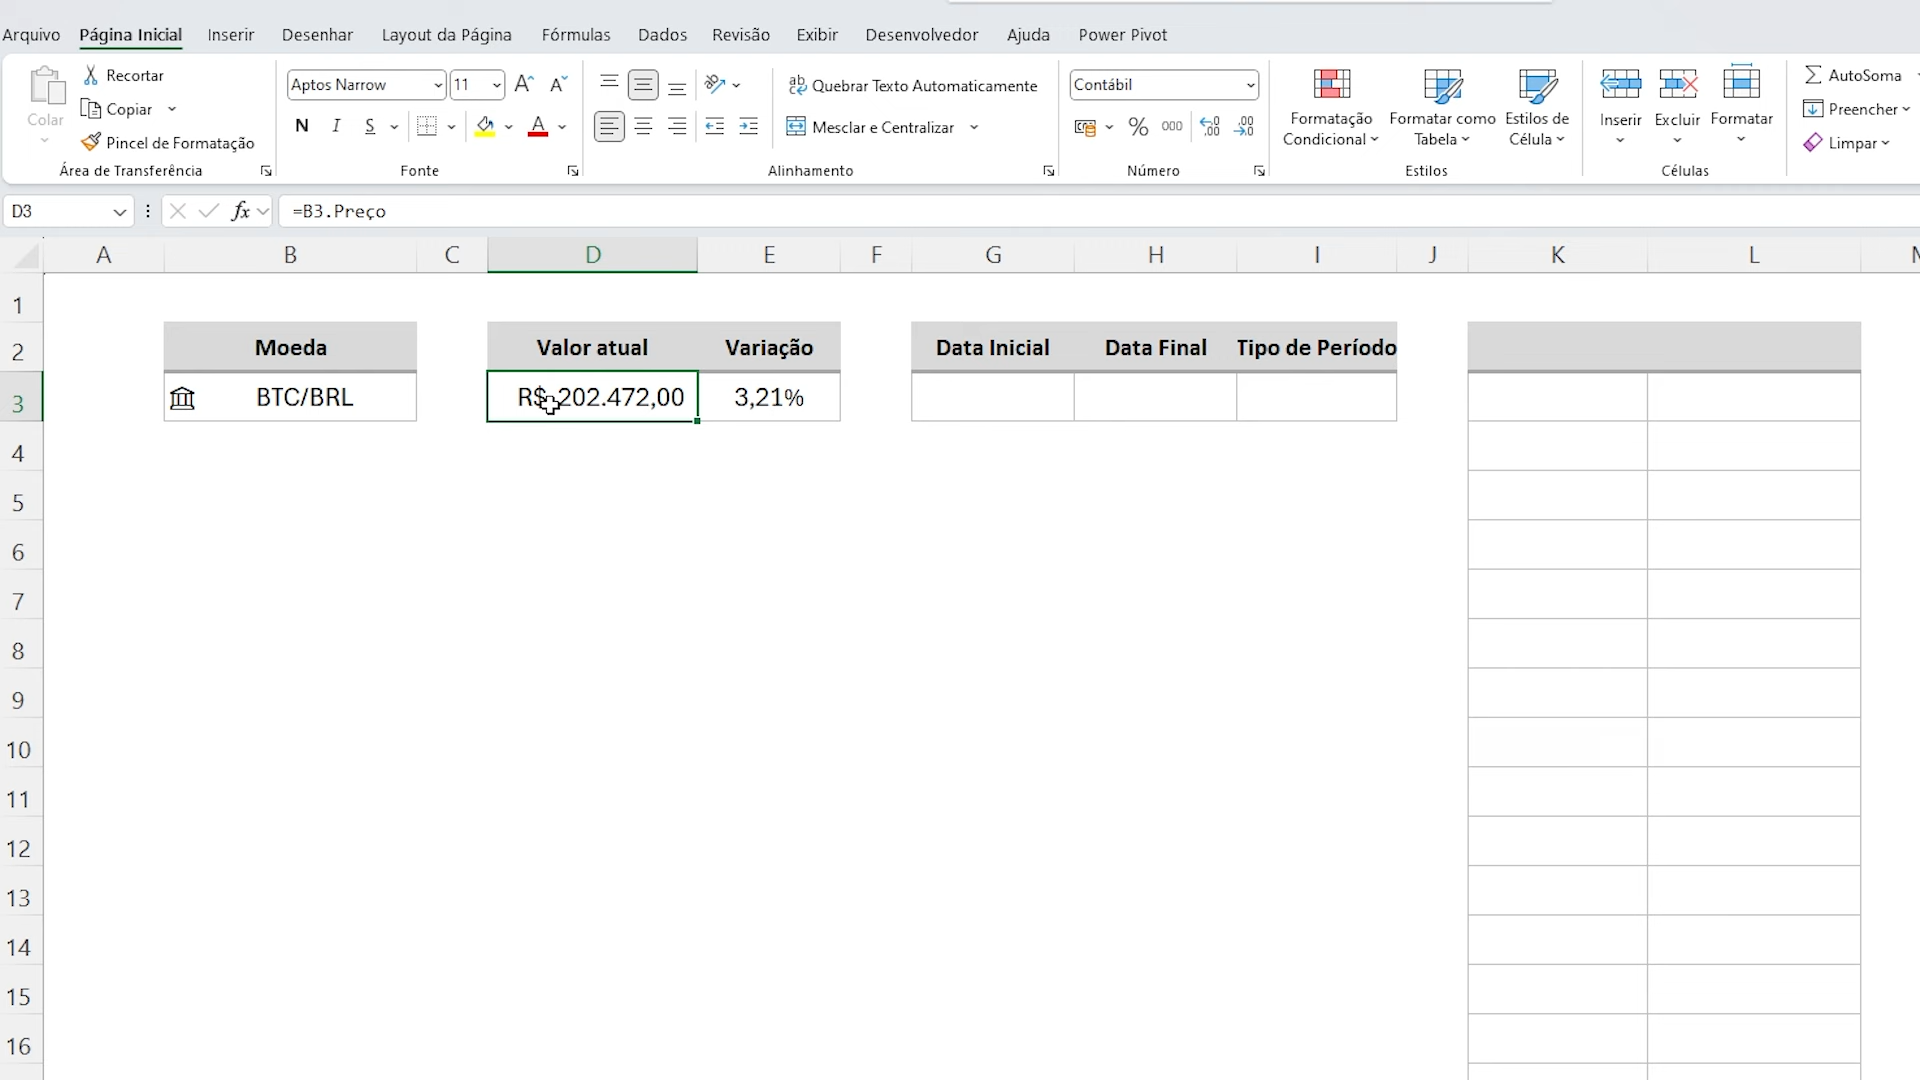 Arquivo Página Inicial Inserir Desenhar Layout da Página Fórmulas Dados Revisão Exibir Desenvolvedor Ajuda Power Pivot
Colar
Recortar
Copiar
Pincel de Formatação
Área de Transferência
Aptos Narrow 11 A A
N I S A
Fonte
ab Quebrar Texto Automaticamente
Mesclar e Centralizar
Alinhamento
Contábil
% 000
Número
Formatação Condicional
Formatar como Tabela
Estilos de Célula
Estilos
Inserir Excluir Formatar
Células
AutoSoma
Preencher
Limpar
D3 fx =B3.Preço
A B C D E F G H I J K L
1
2 Moeda Valor atual Variação Data Inicial Data Final Tipo de Período
3 BTC/BRL R$ 202.472,00 3,21%
4
5
6
7
8
9
10
11
12
13
14
15
16